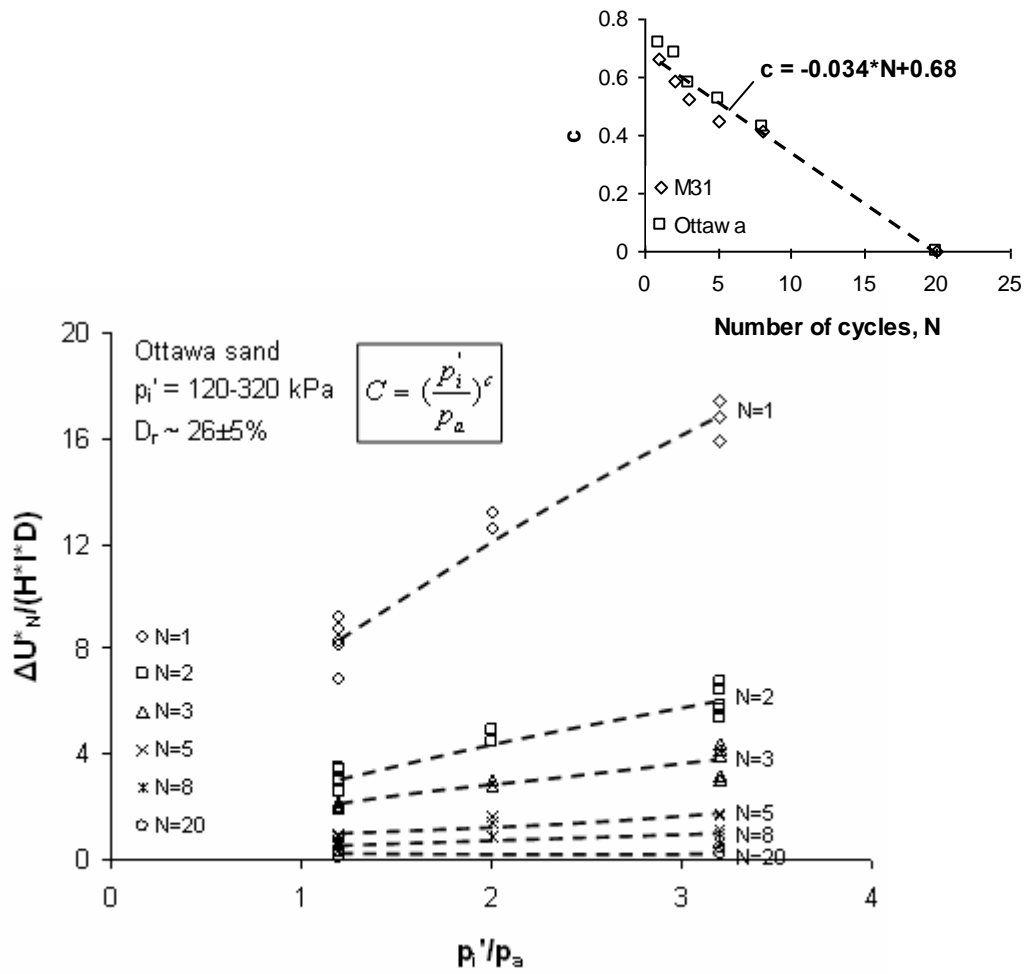 0.8
0.6
0.4
0.2
0
c
c = -0.034*N+0.68
M31
Ottawa
0 5 10 15 20 25
Number of cycles, N
20
16
12
8
4
0
ΔU*N/(H*I*D)
Ottawa sand
pi' = 120-320 kPa
Dr ~ 26±5%
C = (pi'/pa)^c
N=1
N=2
N=3
N=5
N=8
N=20
N=1
N=2
N=3
N=5
N=8
N=20
0 1 2 3 4
pi'/pa